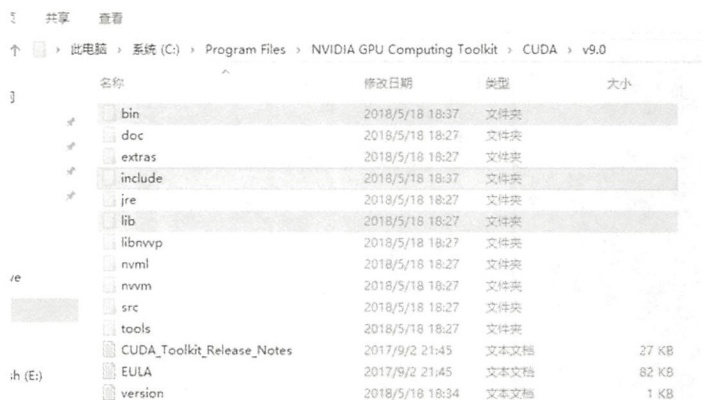 共享 查看
此电脑 › 系统 (C:) › Program Files › NVIDIA GPU Computing Toolkit › CUDA › v9.0
名称 修改日期 类型 大小
bin 2018/5/18 18:37 文件夹
doc 2018/5/18 18:27 文件夹
extras 2018/5/18 18:27 文件夹
include 2018/5/18 18:37 文件夹
jre 2018/5/18 18:27 文件夹
lib 2018/5/18 18:27 文件夹
libnvvp 2018/5/18 18:27 文件夹
nvml 2018/5/18 18:27 文件夹
ve
nvvm 2018/5/18 18:27 文件夹
src 2018/5/18 18:27 文件夹
tools 2018/5/18 18:27 文件夹
CUDA_Toolkit_Release_Notes 2017/9/2 21:45 文本文档 27 KB
(E:) EULA 2017/9/2 21:45 文本文档 82 KB
version 2018/5/18 18:34 文本文档 1 KB